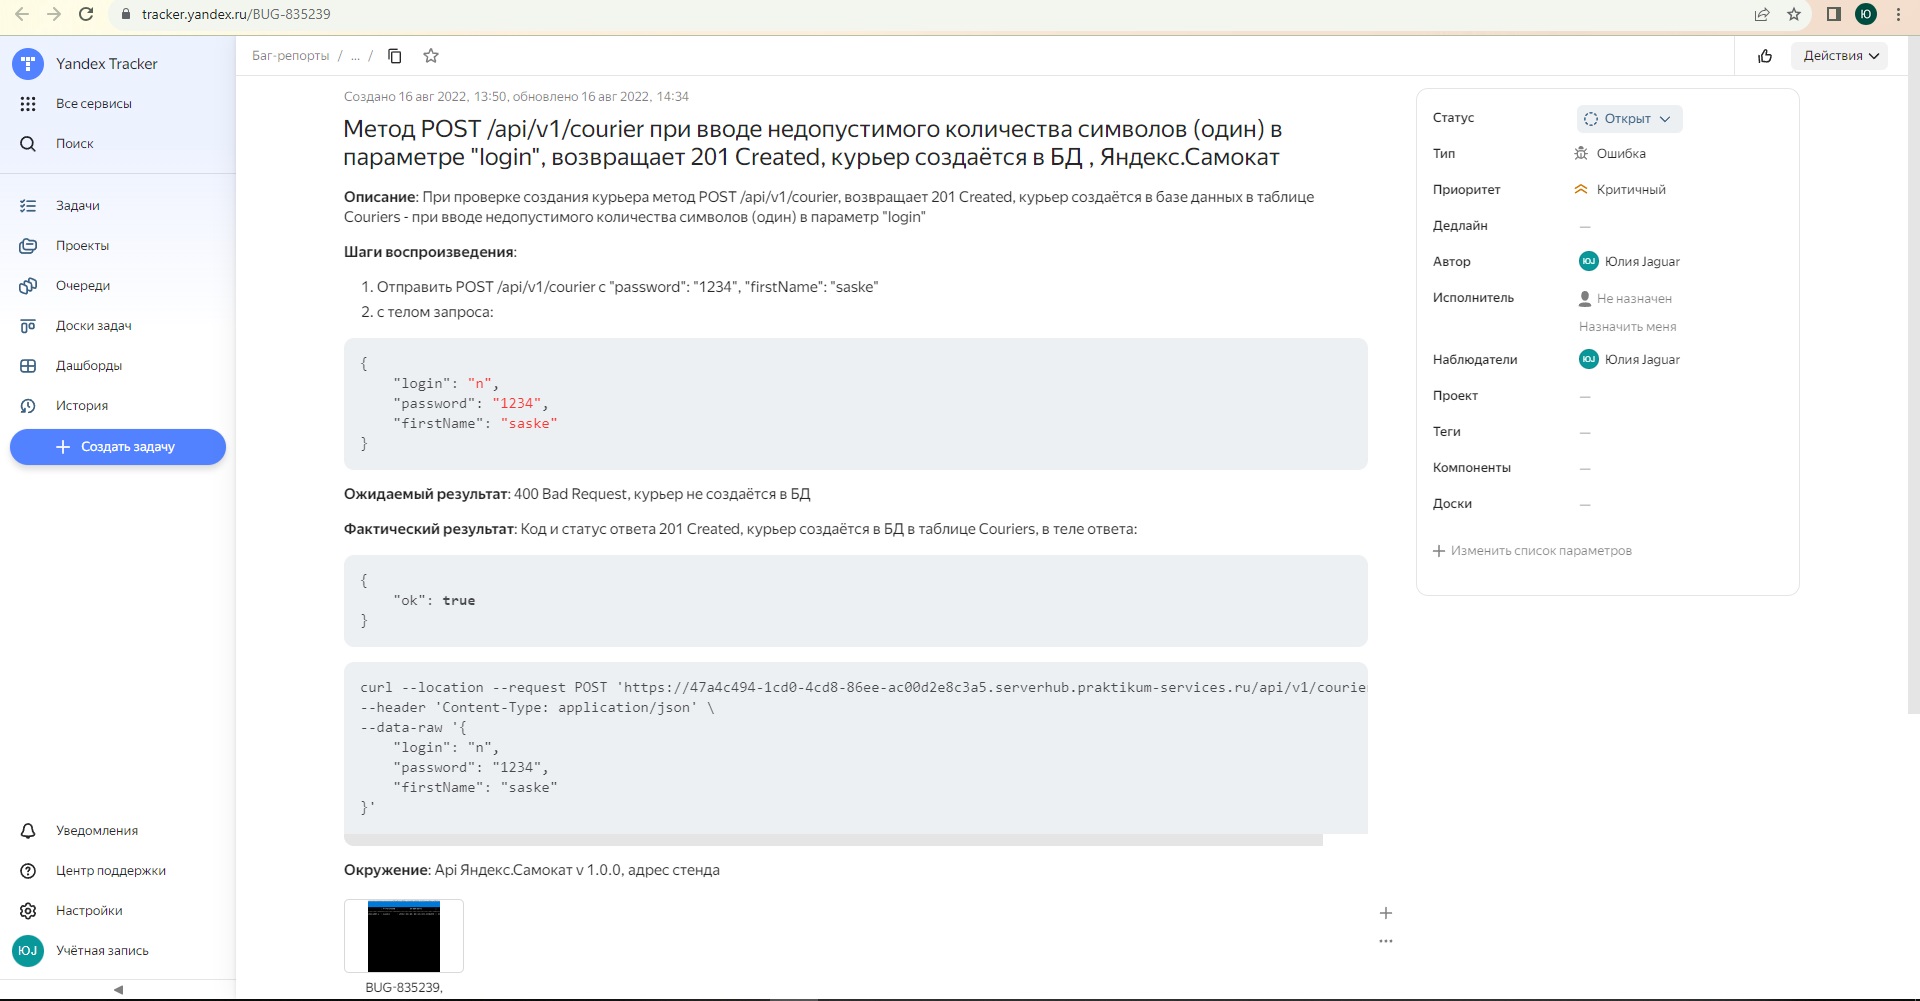 tracker.yandex.ru/BUG-835239
Ю
Yandex Tracker
Все сервисы
Поиск
Задачи
Проекты
Очереди
Доски задач
Дашборды
История
Создать задачу
Уведомления
Центр поддержки
Настройки
ЮJ Учётная запись
Баг-репорты / ... /
Действия
Создано 16 авг 2022, 13:50, обновлено 16 авг 2022, 14:34
Метод POST /api/v1/courier при вводе недопустимого количества символов (один) в
параметре "login", возвращает 201 Created, курьер создаётся в БД , Яндекс.Самокат
Описание: При проверке создания курьера метод POST /api/v1/courier, возвращает 201 Created, курьер создаётся в базе данных в таблице
Couriers - при вводе недопустимого количества символов (один) в параметр "login"
Шаги воспроизведения:
1. Отправить POST /api/v1/courier с "password": "1234", "firstName": "saske"
2. с телом запроса:
{
"login": "n",
"password": "1234",
"firstName": "saske"
}
Ожидаемый результат: 400 Bad Request, курьер не создаётся в БД
Фактический результат: Код и статус ответа 201 Created, курьер создаётся в БД в таблице Couriers, в теле ответа:
{
"ok": true
}
curl --location --request POST 'https://47a4c494-1cd0-4cd8-86ee-ac00d2e8c3a5.serverhub.praktikum-services.ru/api/v1/courie
--header 'Content-Type: application/json' \
--data-raw '{
"login": "n",
"password": "1234",
"firstName": "saske"
}'
Окружение: Api Яндекс.Самокат v 1.0.0, адрес стенда
BUG-835239,
Статус Открыт
Тип Ошибка
Приоритет Критичный
Дедлайн —
Автор ЮJ Юлия Jaguar
Исполнитель Не назначен
Назначить меня
Наблюдатели ЮJ Юлия Jaguar
Проект —
Теги —
Компоненты —
Доски —
Изменить список параметров